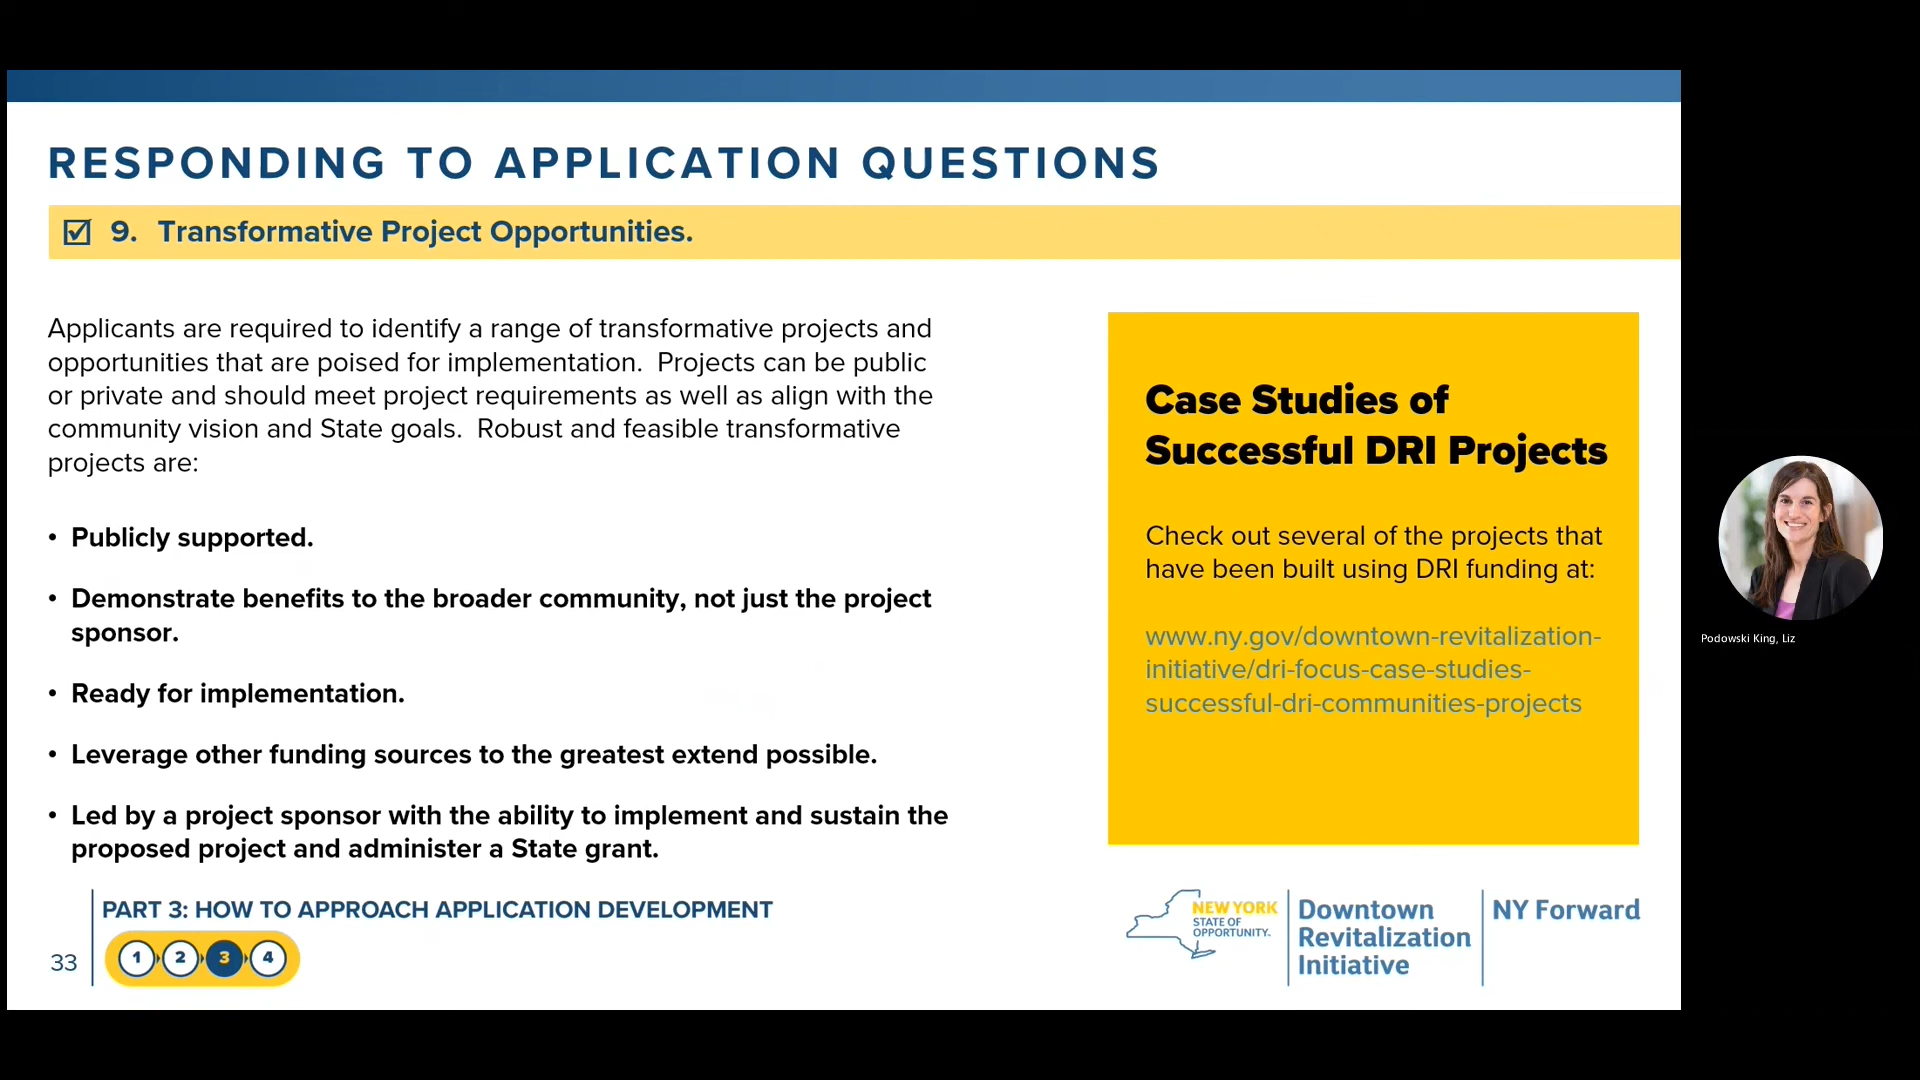 RESPONDING TO APPLICATION QUESTIONS
9. Transformative Project Opportunities.
Applicants are required to identify a range of transformative projects and
opportunities that are poised for implementation. Projects can be public
or private and should meet project requirements as well as align with the
community vision and State goals. Robust and feasible transformative
projects are:
• Publicly supported.
• Demonstrate benefits to the broader community, not just the project
sponsor.
• Ready for implementation.
• Leverage other funding sources to the greatest extend possible.
• Led by a project sponsor with the ability to implement and sustain the
proposed project and administer a State grant.
Case Studies of
Successful DRI Projects
Check out several of the projects that
have been built using DRI funding at:
www.ny.gov/downtown-revitalization-
initiative/dri-focus-case-studies-
successful-dri-communities-projects
Podowski King, Liz
33
PART 3: HOW TO APPROACH APPLICATION DEVELOPMENT
1 2 3 4
NEW YORK
STATE OF
OPPORTUNITY™
Downtown
Revitalization
Initiative
NY Forward